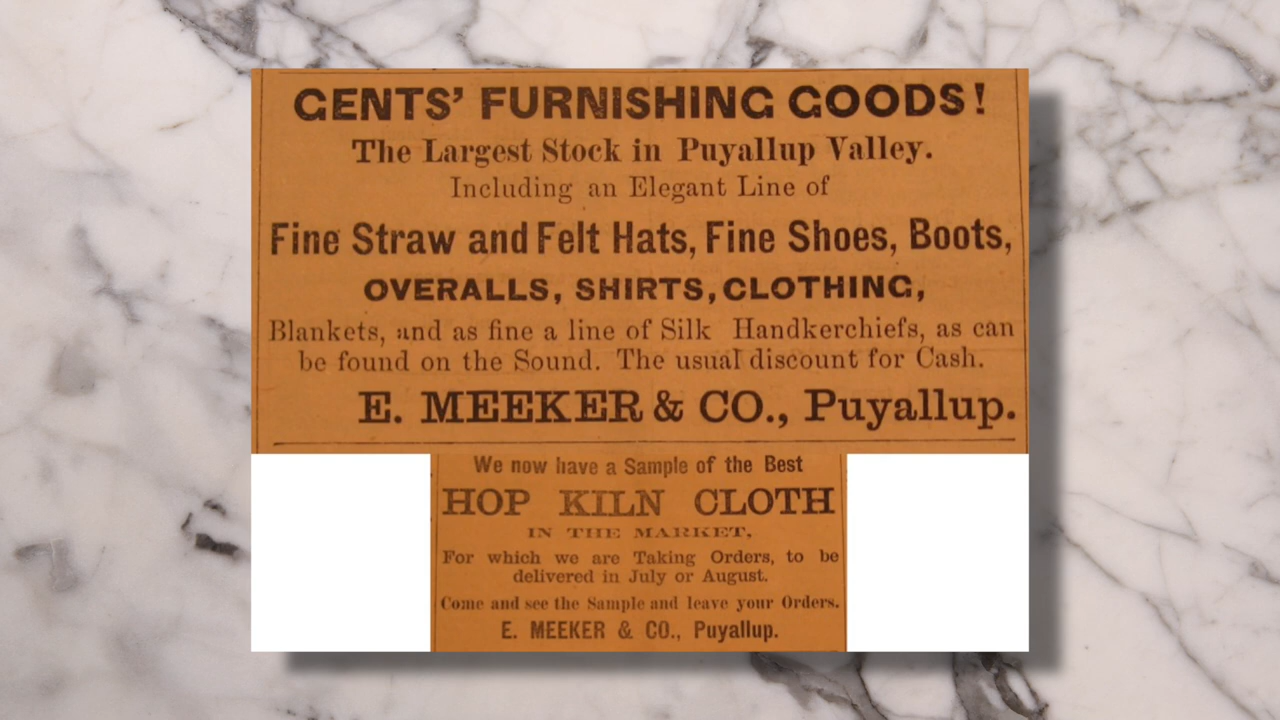 GENTS' FURNISHING GOODS!
The Largest Stock in Puyallup Valley.
Including an Elegant Line of
Fine Straw and Felt Hats, Fine Shoes, Boots,
OVERALLS, SHIRTS, CLOTHING,
Blankets, and as fine a line of Silk Handkerchiefs, as can
be found on the Sound. The usual discount for Cash.
E. MEEKER & CO., Puyallup.
We now have a Sample of the Best
HOP KILN CLOTH
IN THE MARKET,
For which we are Taking Orders, to be
delivered in July or August.
Come and see the Sample and leave your Orders.
E. MEEKER & CO., Puyallup.